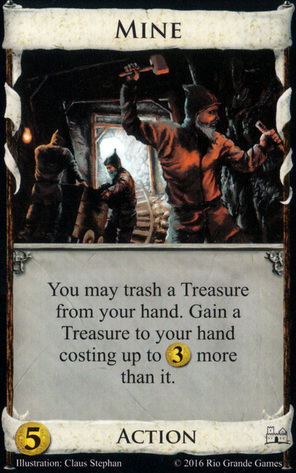 MINE
You may trash a Treasure
from your hand. Gain a
Treasure to your hand
costing up to 3 more
than it.
5 ACTION
Illustration: Claus Stephan © 2016 Rio Grande Games